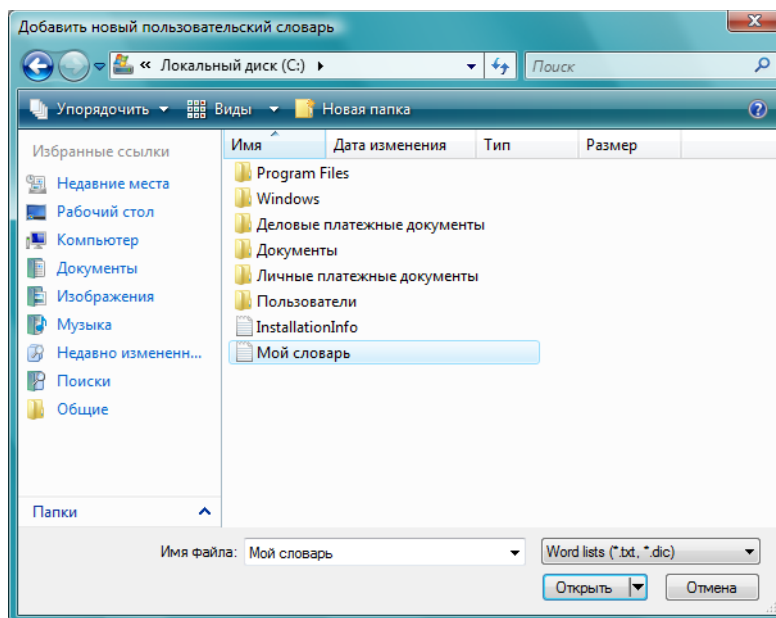 Добавить новый пользовательский словарь
« Локальный диск (C:)
Поиск
Упорядочить Виды Новая папка
Избранные ссылки
Недавние места
Рабочий стол
Компьютер
Документы
Изображения
Музыка
Недавно измененн...
Поиски
Общие
Папки
Имя Дата изменения Тип Размер
Program Files
Windows
Деловые платежные документы
Документы
Личные платежные документы
Пользователи
InstallationInfo
Мой словарь
Имя файла: Мой словарь Word lists (*.txt, *.dic)
Открыть Отмена